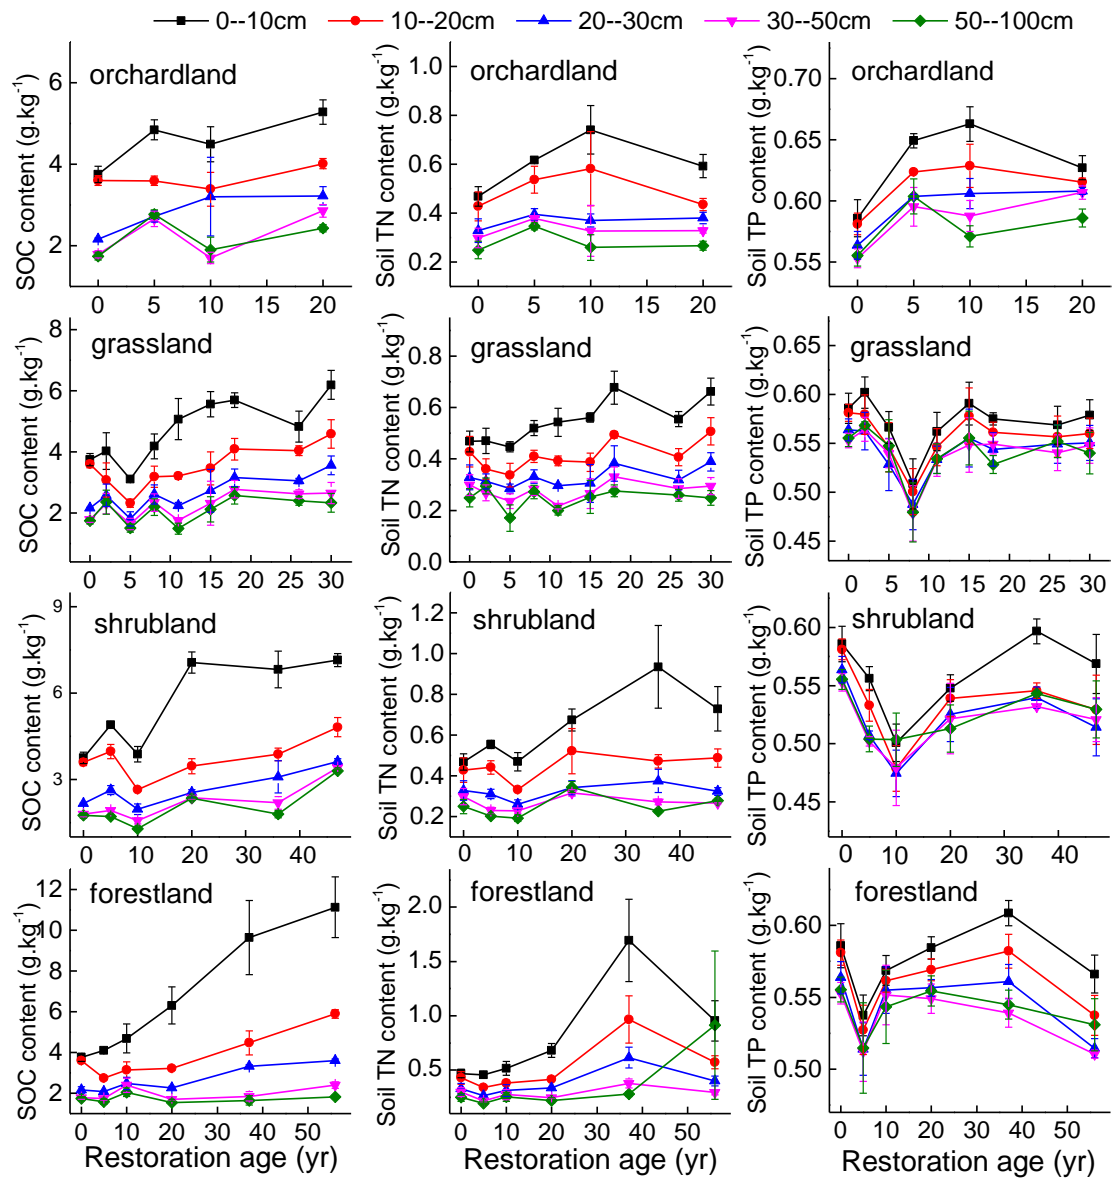 0--10cm 10--20cm 20--30cm 30--50cm 50--100cm
orchardland
SOC content (g.kg-1)
2
4
6
0 5 10 15 20
orchardland
Soil TN content (g.kg-1)
0.2
0.4
0.6
0.8
1.0
0 5 10 15 20
orchardland
Soil TP content (g.kg-1)
0.55
0.60
0.65
0.70
0 5 10 15 20
grassland
SOC content (g.kg-1)
2
4
6
8
0 5 10 15 20 25 30
grassland
Soil TN content (g.kg-1)
0.0
0.2
0.4
0.6
0.8
0 5 10 15 20 25 30
grassland
Soil TP content (g.kg-1)
0.45
0.50
0.55
0.60
0.65
0 5 10 15 20 25 30
shrubland
SOC content (g.kg-1)
3
6
9
0 10 20 30 40
shrubland
Soil TN content (g.kg-1)
0.2
0.4
0.6
0.8
1.0
1.2
0 10 20 30 40
shrubland
Soil TP content (g.kg-1)
0.45
0.50
0.55
0.60
0 10 20 30 40
forestland
SOC content (g.kg-1)
2
4
6
8
10
12
0 10 20 30 40 50
Restoration age (yr)
forestland
Soil TN content (g.kg-1)
0.5
1.0
1.5
2.0
0 10 20 30 40 50
Restoration age (yr)
forestland
Soil TP content (g.kg-1)
0.50
0.55
0.60
0 10 20 30 40 50
Restoration age (yr)